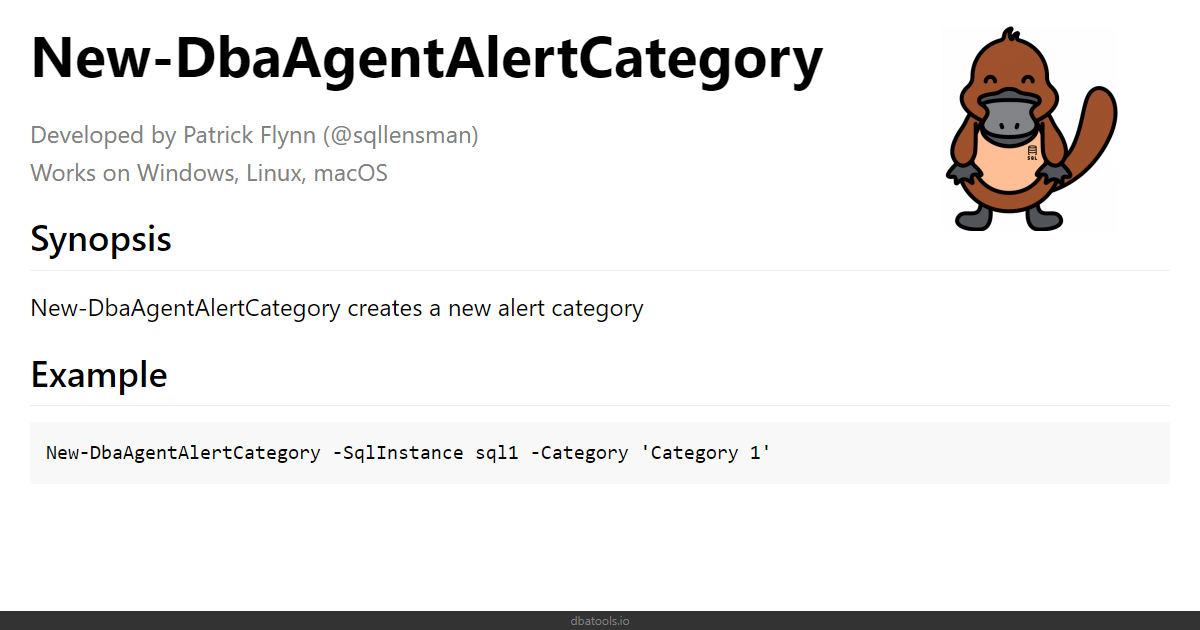 New-DbaAgentAlertCategory
Developed by Patrick Flynn (@sqllensman)
Works on Windows, Linux, macOS
SQL
Synopsis
New-DbaAgentAlertCategory creates a new alert category
Example
New-DbaAgentAlertCategory -SqlInstance sql1 -Category 'Category 1'
dbatools.io